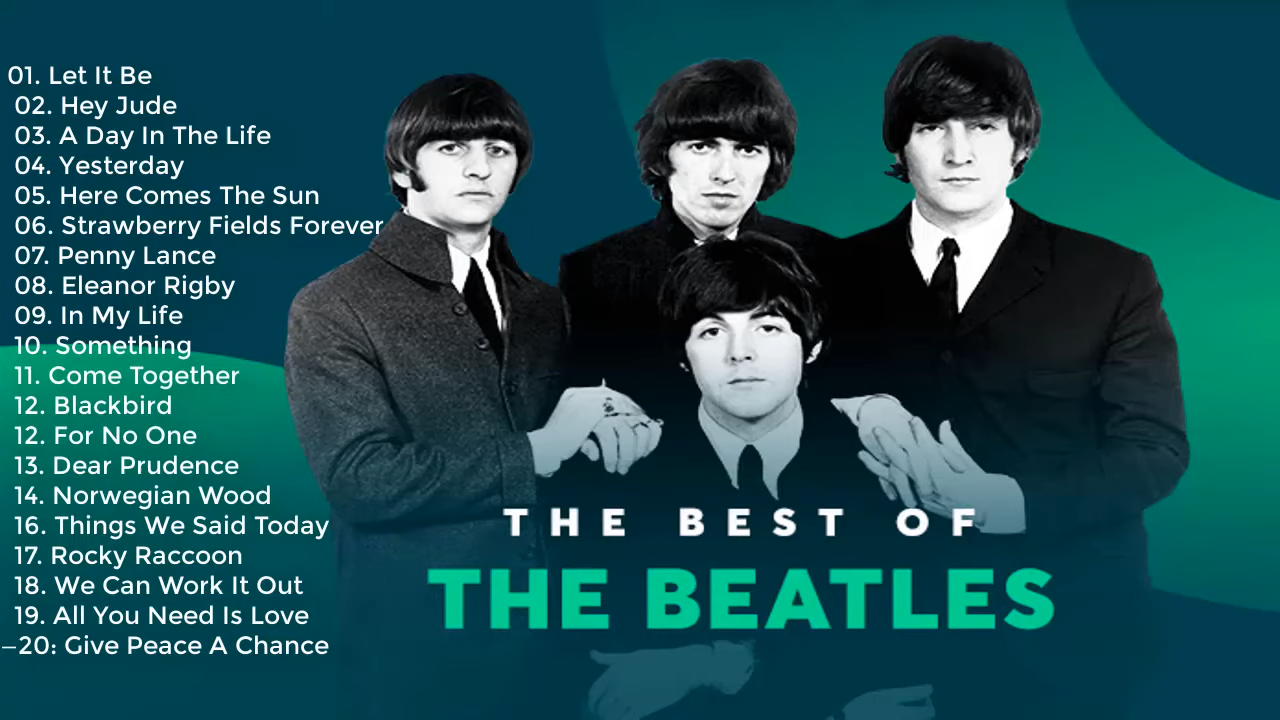 01. Let It Be
02. Hey Jude
03. A Day In The Life
04. Yesterday
05. Here Comes The Sun
06. Strawberry Fields Forever
07. Penny Lance
08. Eleanor Rigby
09. In My Life
10. Something
11. Come Together
12. Blackbird
12. For No One
13. Dear Prudence
14. Norwegian Wood
16. Things We Said Today
17. Rocky Raccoon
18. We Can Work It Out
19. All You Need Is Love
–20: Give Peace A Chance
THE BEST OF
THE BEATLES